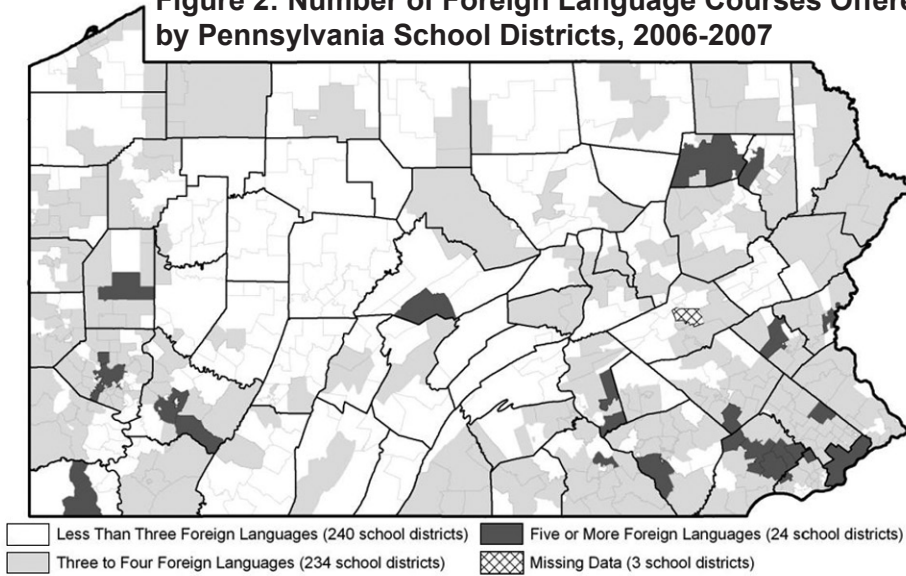 Figure 2: Number of Foreign Language Courses
by Pennsylvania School Districts, 2006-2007
Less Than Three Foreign Languages (240 school districts)
Five or More Foreign Languages (24 school districts)
Three to Four Foreign Languages (234 school districts)
Missing Data (3 school districts)